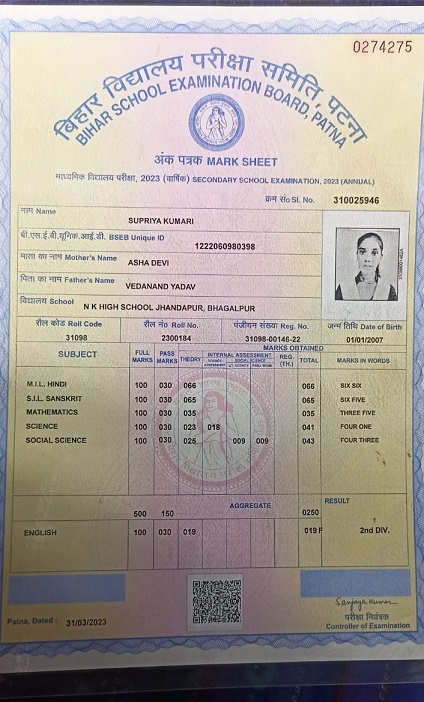 0274275
बिहार विद्यालय परीक्षा समिति, पटना
BIHAR SCHOOL EXAMINATION BOARD, PATNA
अंक पत्रक MARK SHEET
माध्यमिक विद्यालय परीक्षा, 2023 (वार्षिक) SECONDARY SCHOOL EXAMINATION, 2023 (ANNUAL)
क्रम सं० Sl. No. 310025946
नाम Name SUPRIYA KUMARI
बी.एस.ई.बी.यूनिक.आई.डी. BSEB Unique ID 1222060980398
माता का नाम Mother's Name ASHA DEVI
पिता का नाम Father's Name VEDANAND YADAV
विद्यालय School N K HIGH SCHOOL JHANDAPUR, BHAGALPUR
रौल कोड Roll Code रौल नं० Roll No. पंजीयन संख्या Reg. No. जन्म तिथि Date of Birth
31098 2300184 31098-00146-22 01/01/2007
MARKS OBTAINED
SUBJECT FULL MARKS PASS MARKS THEORY INTERNAL ASSESSMENT REG. (TH.) TOTAL MARKS IN WORDS
SCIENCE SOCIAL SCIENCE
M.I.L. HINDI 100 030 066 066 SIX SIX
S.I.L. SANSKRIT 100 030 065 065 SIX FIVE
MATHEMATICS 100 030 035 035 THREE FIVE
SCIENCE 100 030 023 018 041 FOUR ONE
SOCIAL SCIENCE 100 030 025 009 009 043 FOUR THREE
AGGREGATE RESULT
500 150 0250
ENGLISH 100 030 019 019 F 2nd DIV.
Sanjaya Kumar
परीक्षा नियंत्रक
Patna, Dated : 31/03/2023 Controller of Examination